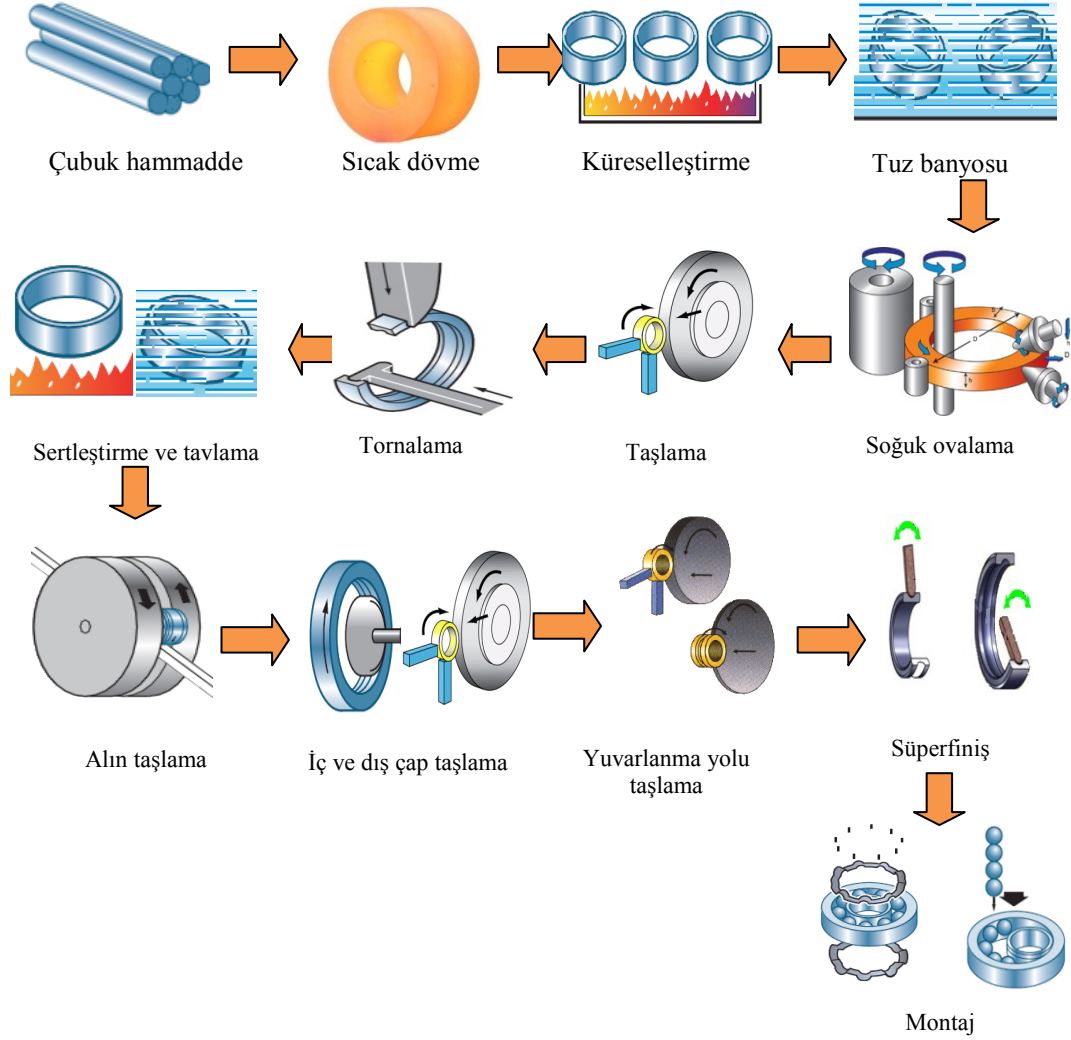 Çubuk hammadde
Sıcak dövme
Küreselleştirme
Tuz banyosu
D
h
D
h
Sertleştirme ve tavlama
Tornalama
Taşlama
Soğuk ovalama
Alın taşlama
İç ve dış çap taşlama
Yuvarlanma yolu
taşlama
Süperfiniş
Montaj